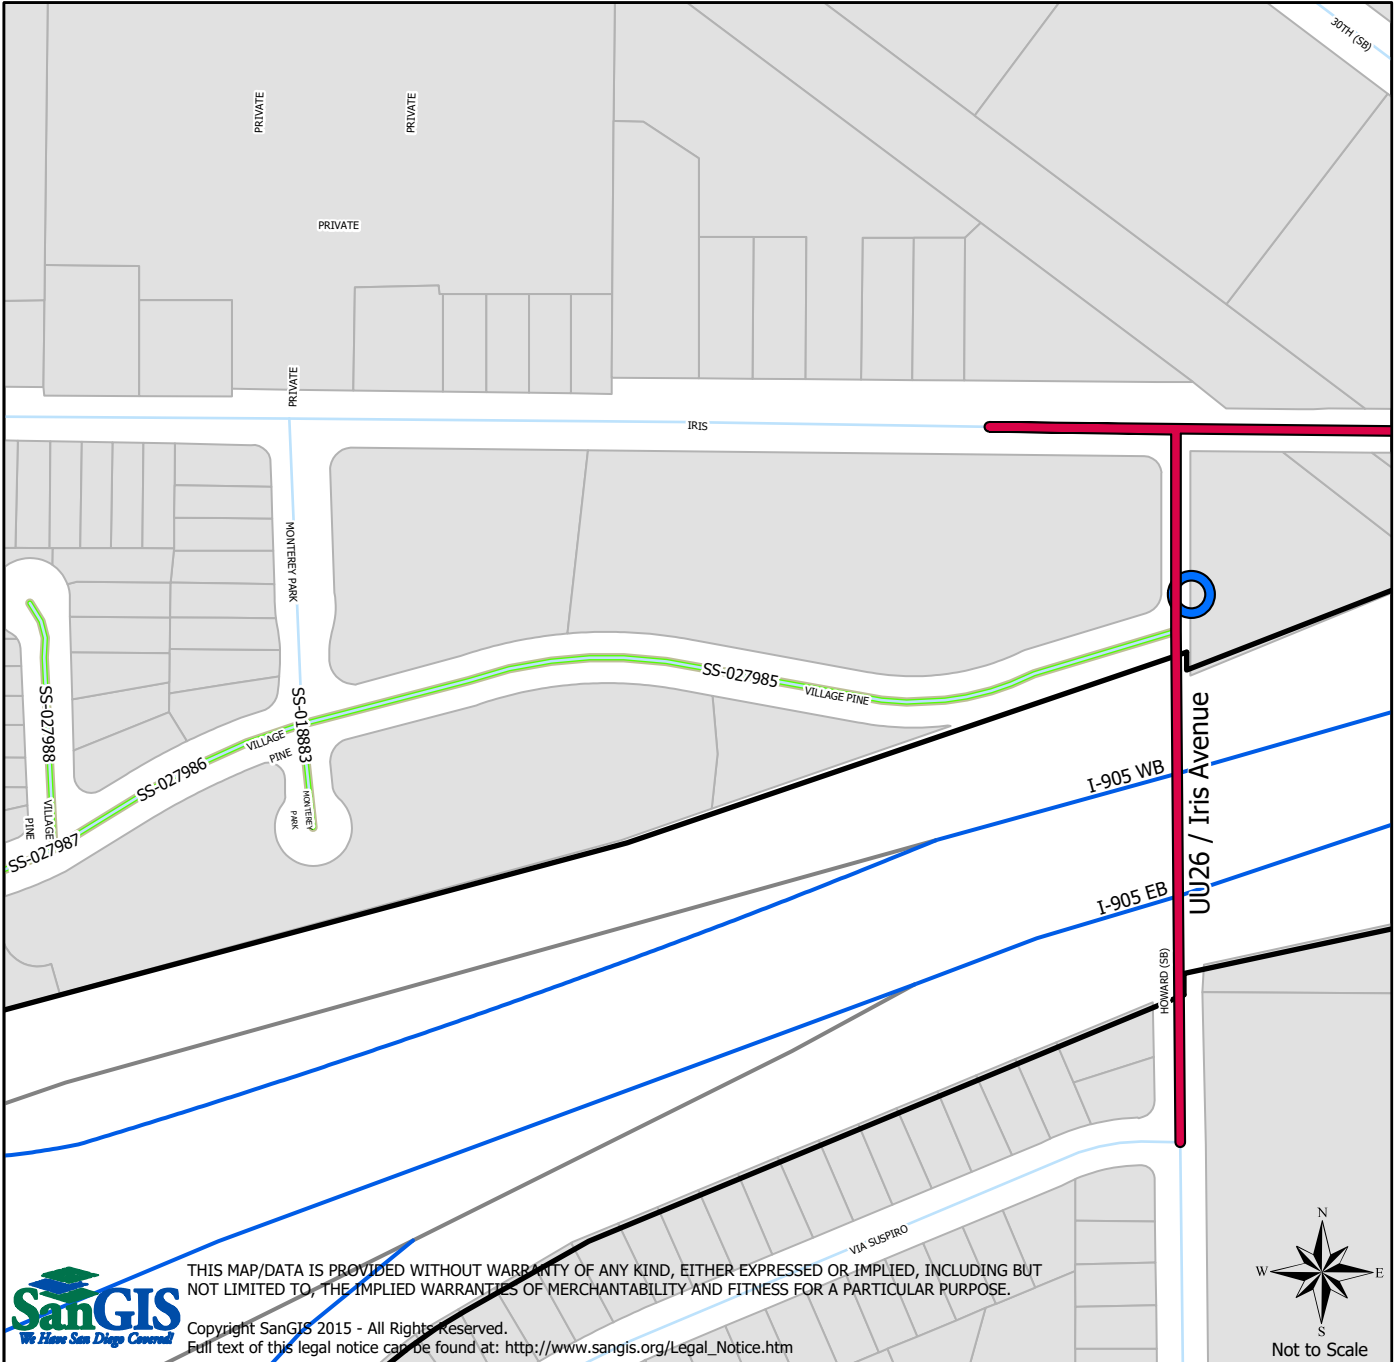 30TH (SB)
PRIVATE
PRIVATE
PRIVATE
PRIVATE
IRIS
MONTEREY PARK
SS-027985
VILLAGE PINE
SS-027988
SS-018883
VILLAGE
PINE
SS-027986
VILLAGE
PINE
MONTEREY
PARK
SS-027987
UU26 / Iris Avenue
I-905 WB
I-905 EB
HOWARD (SB)
VIA SUSPIRO
N
W
E
S
Not to Scale
SanGIS
We Have San Diego Covered!
THIS MAP/DATA IS PROVIDED WITHOUT WARRANTY OF ANY KIND, EITHER EXPRESSED OR IMPLIED, INCLUDING BUT
NOT LIMITED TO, THE IMPLIED WARRANTIES OF MERCHANTABILITY AND FITNESS FOR A PARTICULAR PURPOSE.
Copyright SanGIS 2015 - All Rights Reserved.
Full text of this legal notice can be found at: http://www.sangis.org/Legal_Notice.htm